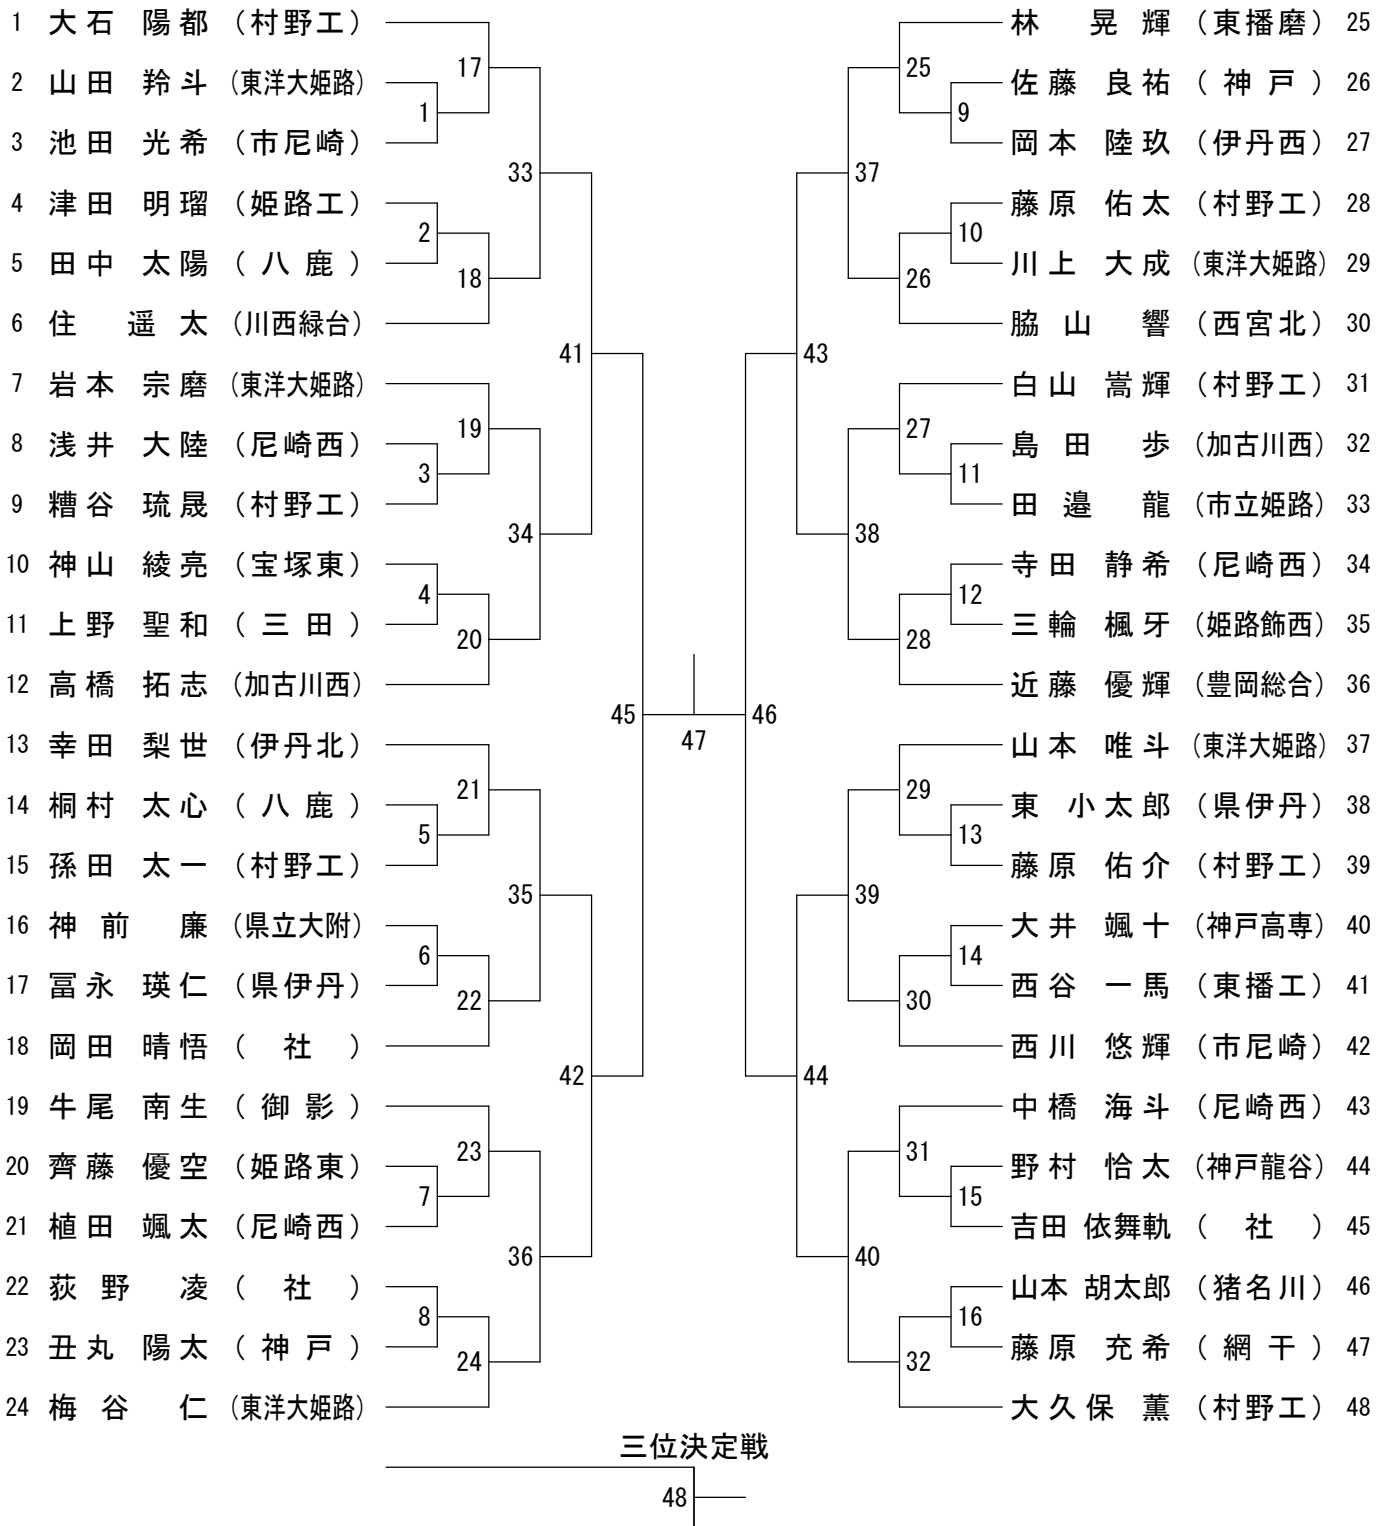 1 大石 陽都 (村野工) 林 晃輝 (東播磨) 25
17 25
2 山田 羚斗 (東洋大姫路) 佐藤 良祐 (神戸) 26
1 9
3 池田 光希 (市尼崎) 岡本 陸玖 (伊丹西) 27
33 37
4 津田 明瑠 (姫路工) 藤原 佑太 (村野工) 28
2 10
5 田中 太陽 (八鹿) 川上 大成 (東洋大姫路) 29
18 26
6 住 遥太 (川西緑台) 脇山 響 (西宮北) 30
41 43
7 岩本 宗磨 (東洋大姫路) 白山 嵩輝 (村野工) 31
19 27
8 浅井 大陸 (尼崎西) 島田 歩 (加古川西) 32
3 11
9 糟谷 琉晟 (村野工) 田邉 龍 (市立姫路) 33
34 38
10 神山 綾亮 (宝塚東) 寺田 静希 (尼崎西) 34
4 12
11 上野 聖和 (三田) 三輪 楓牙 (姫路飾西) 35
20 28
12 高橋 拓志 (加古川西) 近藤 優輝 (豊岡総合) 36
45 46
47
13 幸田 梨世 (伊丹北) 山本 唯斗 (東洋大姫路) 37
21 29
14 桐村 太心 (八鹿) 東 小太郎 (県伊丹) 38
5 13
15 孫田 太一 (村野工) 藤原 佑介 (村野工) 39
35 39
16 神前 廉 (県立大附) 大井 颯十 (神戸高専) 40
6 14
17 冨永 瑛仁 (県伊丹) 西谷 一馬 (東播工) 41
22 30
18 岡田 晴悟 (社) 西川 悠輝 (市尼崎) 42
42 44
19 牛尾 南生 (御影) 中橋 海斗 (尼崎西) 43
23 31
20 齊藤 優空 (姫路東) 野村 恰太 (神戸龍谷) 44
7 15
21 植田 颯太 (尼崎西) 吉田 依舞軌 (社) 45
36 40
22 荻野 凌 (社) 山本 胡太郎 (猪名川) 46
8 16
23 丑丸 陽太 (神戸) 藤原 充希 (網干) 47
24 32
24 梅谷 仁 (東洋大姫路) 大久保 薫 (村野工) 48
三位決定戦
48